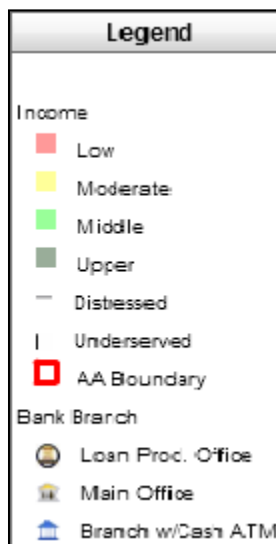 Legend
Income
Low
Moderate
Middle
Upper
Distressed
Underserved
AA Boundary
Bank Branch
Loan Proc. Office
Main Office
Branch w/Cash ATM